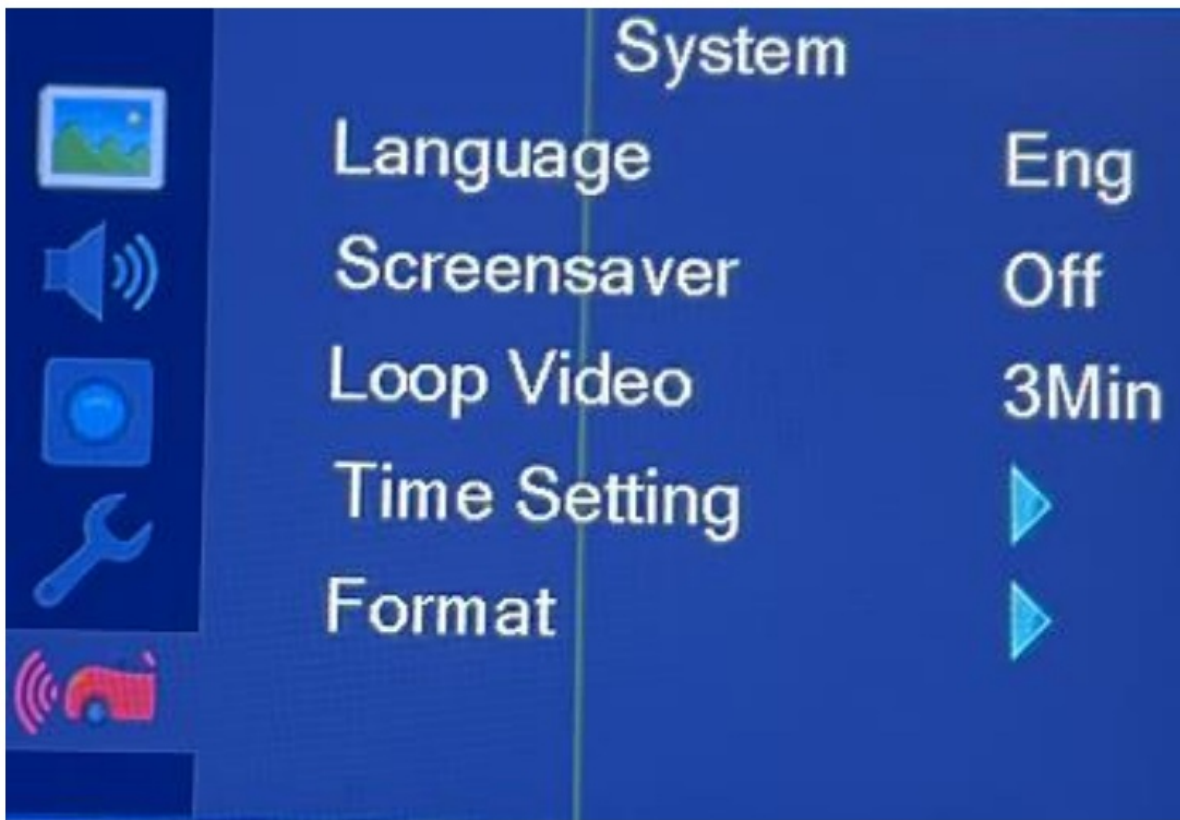 System
Language Eng
Screensaver Off
Loop Video 3Min
Time Setting
Format